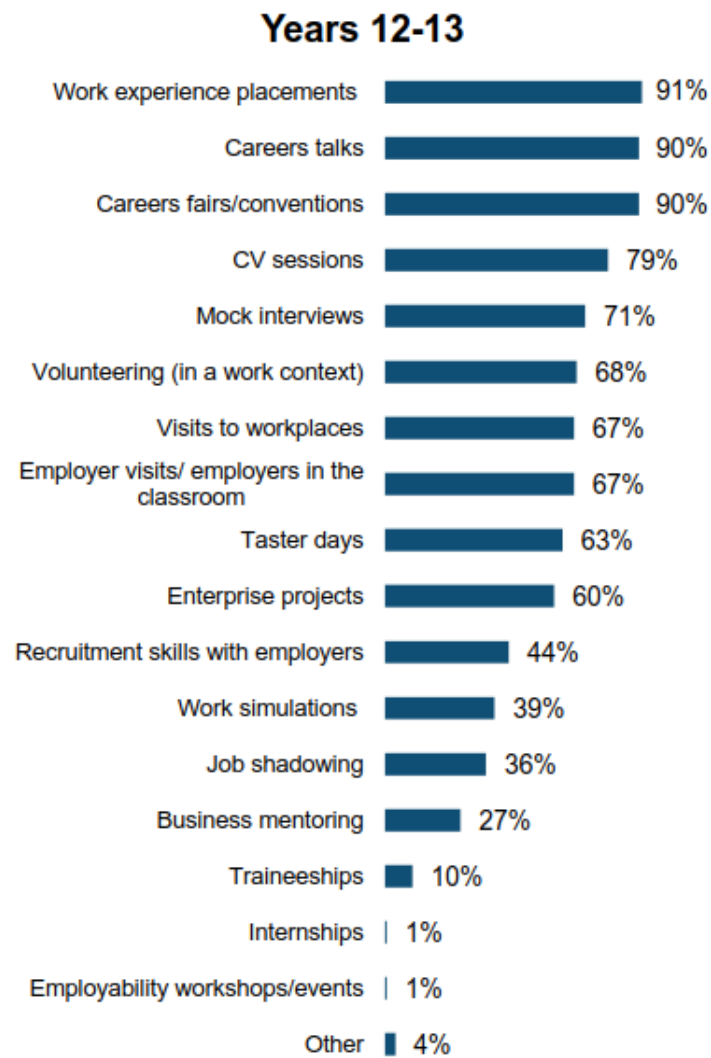 Years 12-13
Work experience placements 91%
Careers talks 90%
Careers fairs/conventions 90%
CV sessions 79%
Mock interviews 71%
Volunteering (in a work context) 68%
Visits to workplaces 67%
Employer visits/ employers in the
classroom 67%
Taster days 63%
Enterprise projects 60%
Recruitment skills with employers 44%
Work simulations 39%
Job shadowing 36%
Business mentoring 27%
Traineeships 10%
Internships 1%
Employability workshops/events 1%
Other 4%